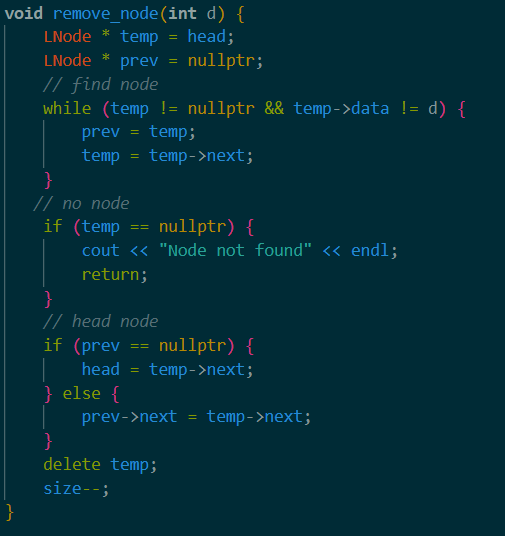 void remove_node(int d) {
    LNode * temp = head;
    LNode * prev = nullptr;
    // find node
    while (temp != nullptr && temp->data != d) {
        prev = temp;
        temp = temp->next;
    }
   // no node
    if (temp == nullptr) {
        cout << "Node not found" << endl;
        return;
    }
    // head node
    if (prev == nullptr) {
        head = temp->next;
    } else {
        prev->next = temp->next;
    }
    delete temp;
    size--;
}